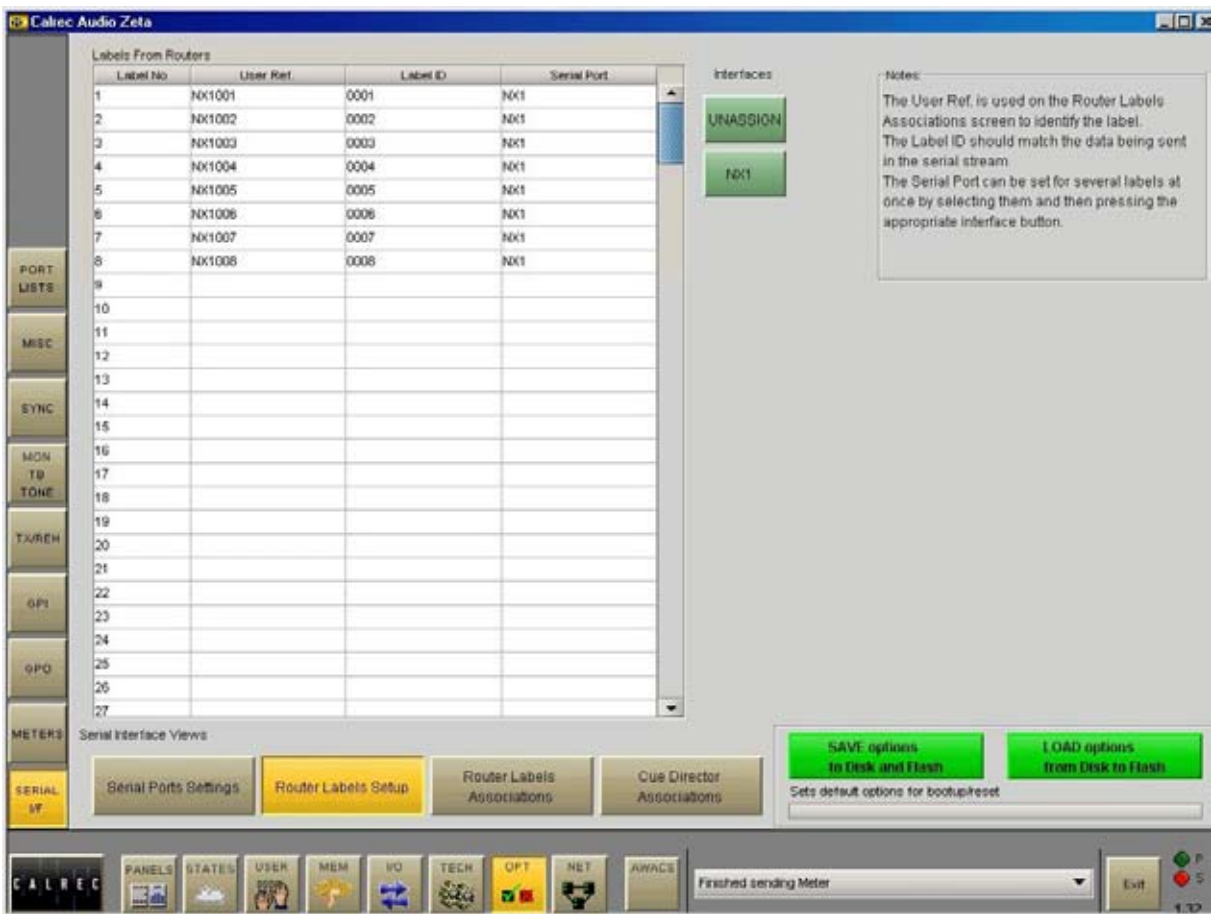 Calrec Audio Zeta
Labels From Routers
Label No User Ref. Label ID Serial Port
1 NX1001 0001 NX1
2 NX1002 0002 NX1
3 NX1003 0003 NX1
4 NX1004 0004 NX1
5 NX1005 0005 NX1
6 NX1006 0006 NX1
7 NX1007 0007 NX1
8 NX1008 0008 NX1
9
10
11
12
13
14
15
16
17
18
19
20
21
22
23
24
25
26
27
Interfaces
UNASSIGN
NX1
Notes:
The User Ref. is used on the Router Labels
Associations screen to identify the label.
The Label ID should match the data being sent
in the serial stream.
The Serial Port can be set for several labels at
once by selecting them and then pressing the
appropriate interface button.
PORT
LISTS
MISC
SYNC
MON
TB
TONE
TX/REH
GPI
GPO
METERS
SERIAL
I/F
Serial Interface Views
Serial Ports Settings
Router Labels Setup
Router Labels
Associations
Cue Director
Associations
SAVE options
to Disk and Flash
LOAD options
from Disk to Flash
Sets default options for bootup/reset
CALREC
PANELS
STATES
USER
MEM
I/O
TECH
OPT
NET
AWACS
Finished sending Meter
Exit
P
S
1.32